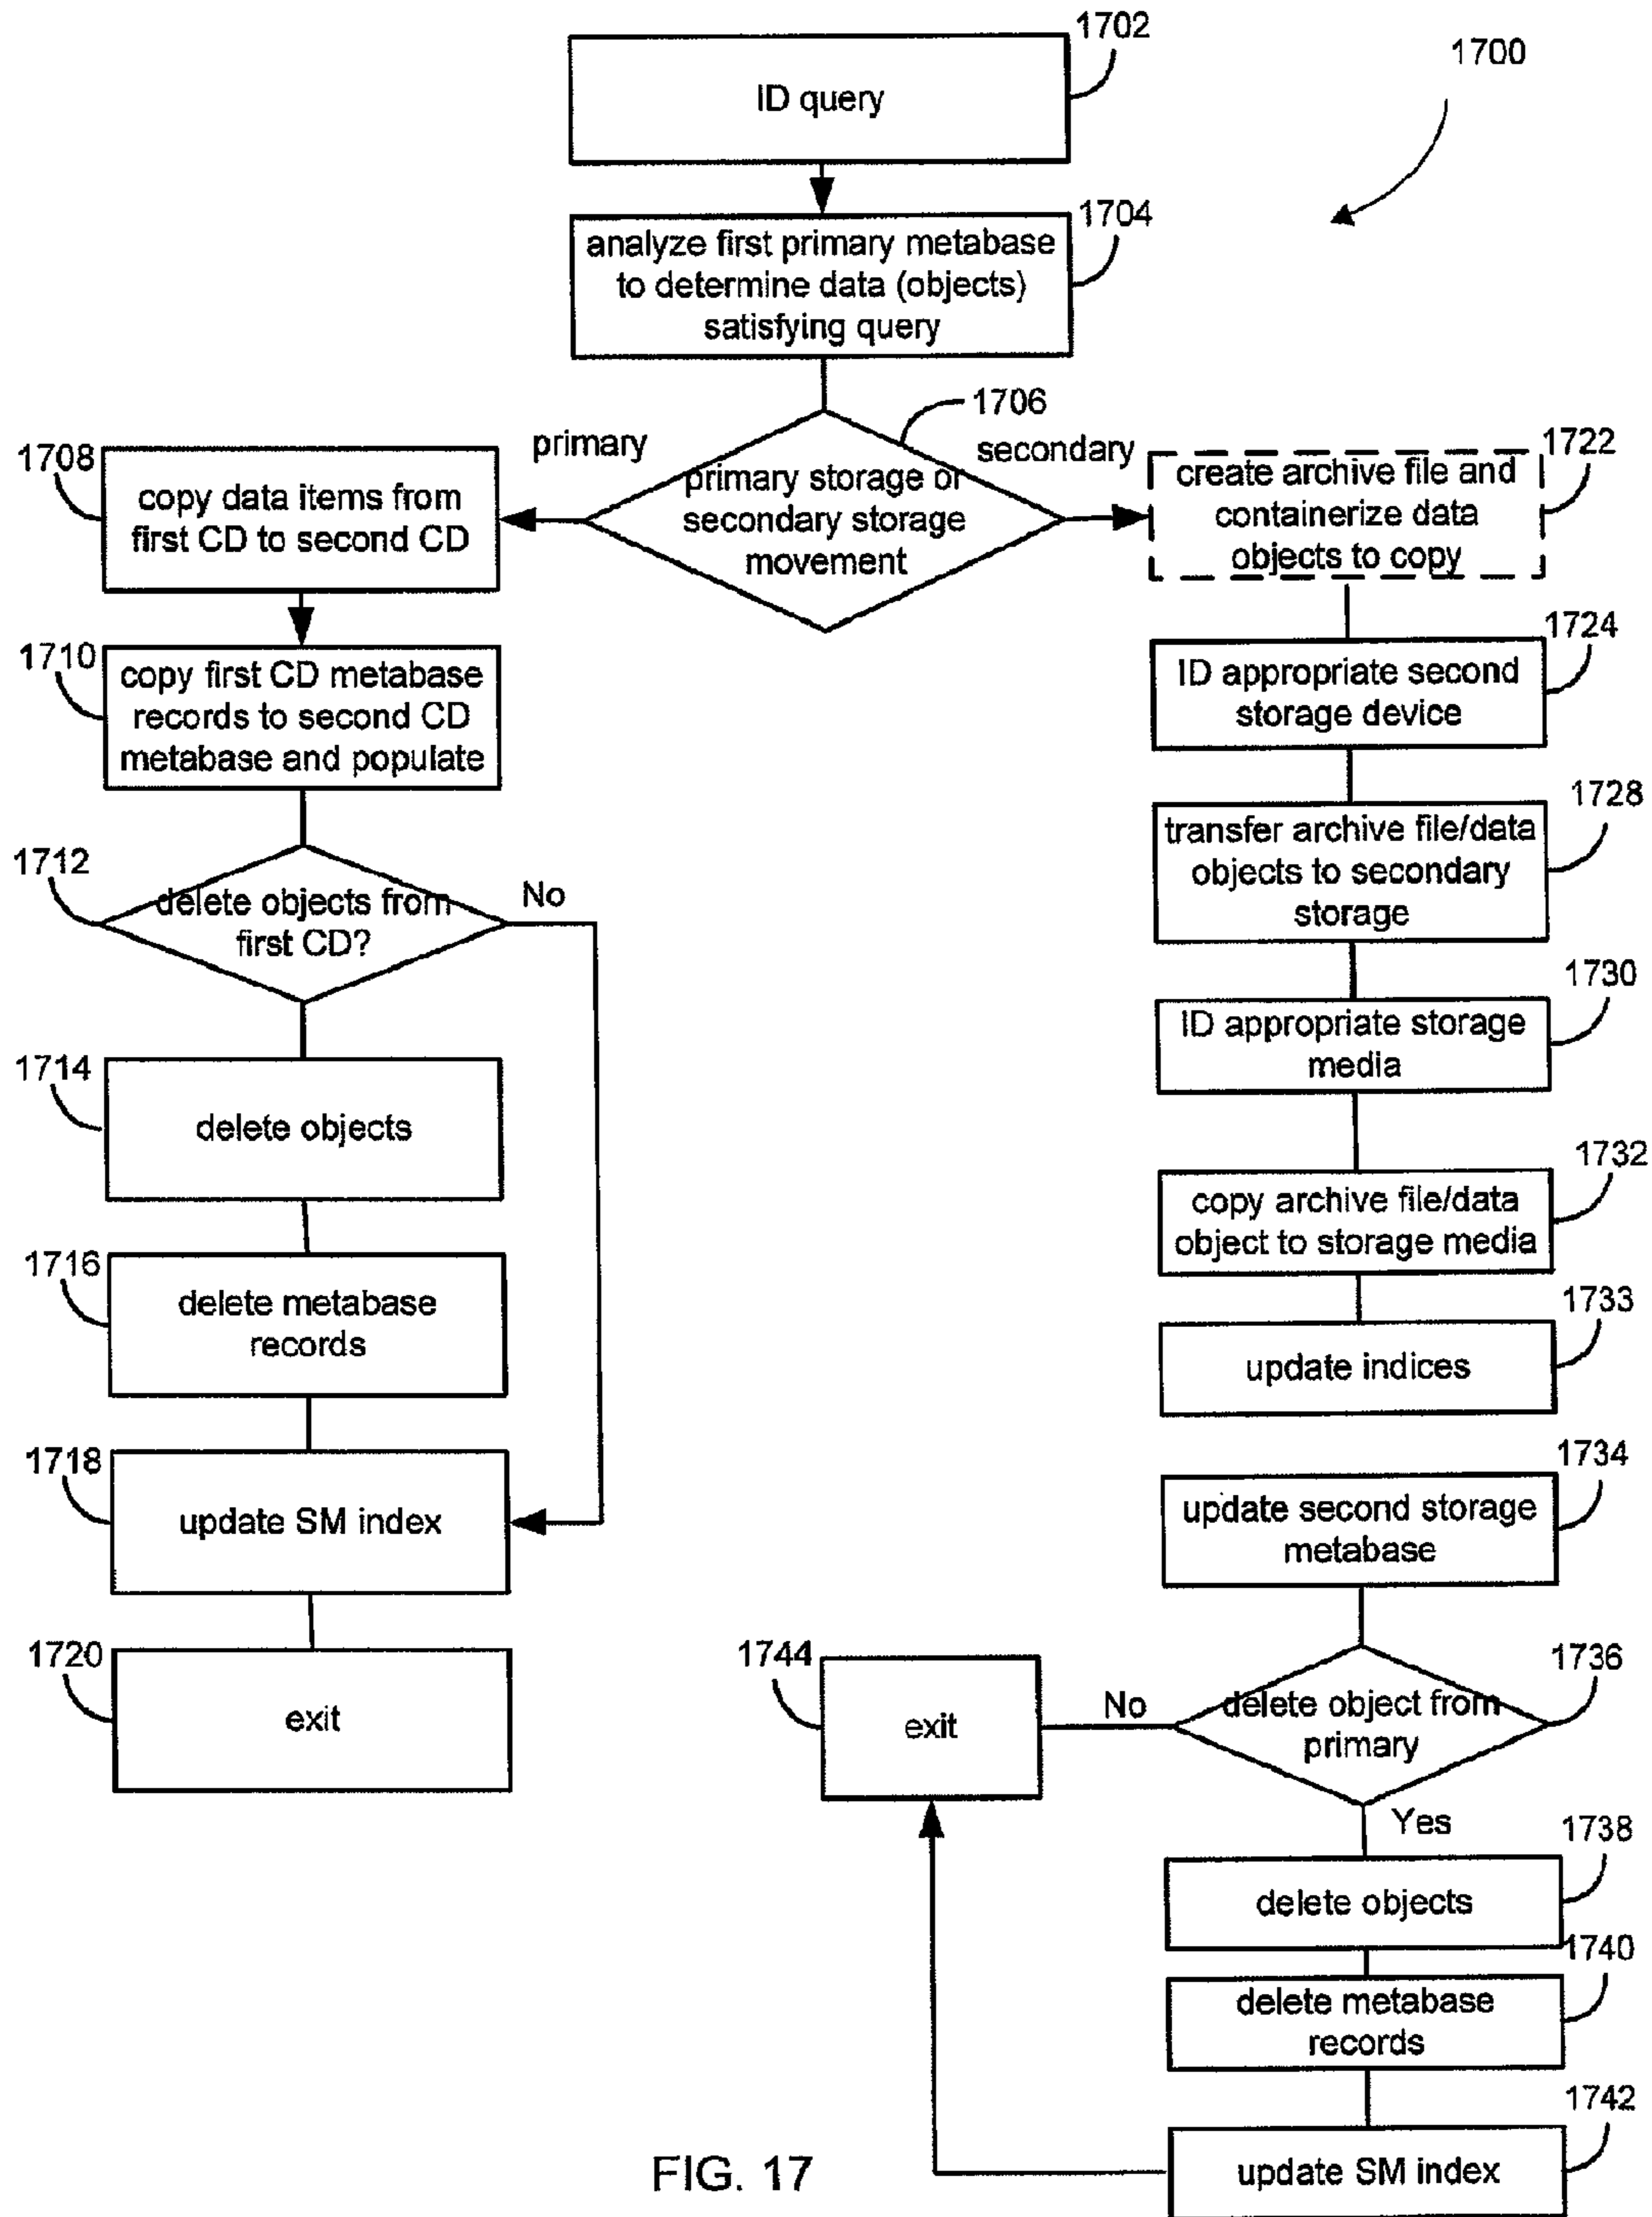 1702
1700
ID query
1704
analyze first primary metabase
to determine data (objects)
satisfying query
1706
primary
secondary
primary storage or
secondary storage
movement
1708
copy data items from
first CD to second CD
1722
create archive file and
containerize data
objects to copy
1710
copy first CD metabase
records to second CD
metabase and populate
1724
ID appropriate second
storage device
1728
transfer archive file/data
objects to secondary
storage
1712
delete objects from
first CD?
No
1730
ID appropriate storage
media
1714
delete objects
1732
copy archive file/data
object to storage media
1716
delete metabase
records
1733
update indices
1718
update SM index
1734
update second storage
metabase
1720
exit
1744
exit
No
1736
delete object from
primary
Yes
1738
delete objects
1740
delete metabase
records
1742
update SM index
FIG. 17